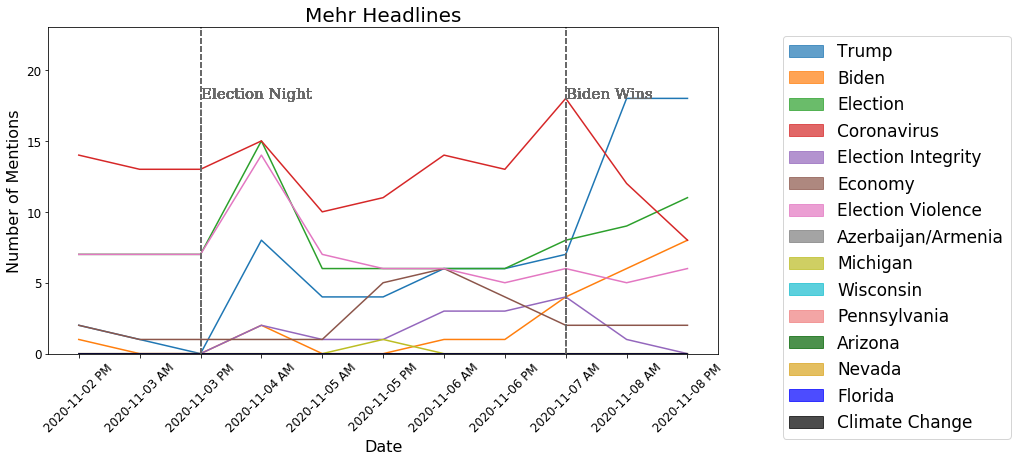 Mehr Headlines
Number of Mentions
20
15
10
5
0
Election Night
Biden Wins
2020-11-02 PM
2020-11-03 AM
2020-11-03 PM
2020-11-04 AM
2020-11-05 AM
2020-11-05 PM
2020-11-06 AM
2020-11-06 PM
2020-11-07 AM
2020-11-08 AM
2020-11-08 PM
Date
Trump
Biden
Election
Coronavirus
Election Integrity
Economy
Election Violence
Azerbaijan/Armenia
Michigan
Wisconsin
Pennsylvania
Arizona
Nevada
Florida
Climate Change